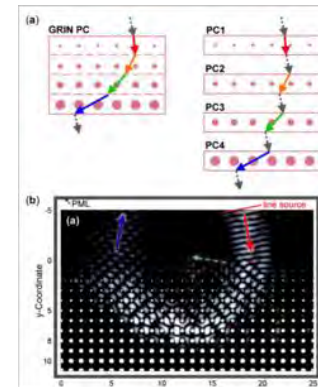 (a)
GRIN PC
PC1
PC2
PC3
PC4
(b)
PML
line source
(a)
y-Coordinate
-5
0
5
10
0 5 10 15 20 25